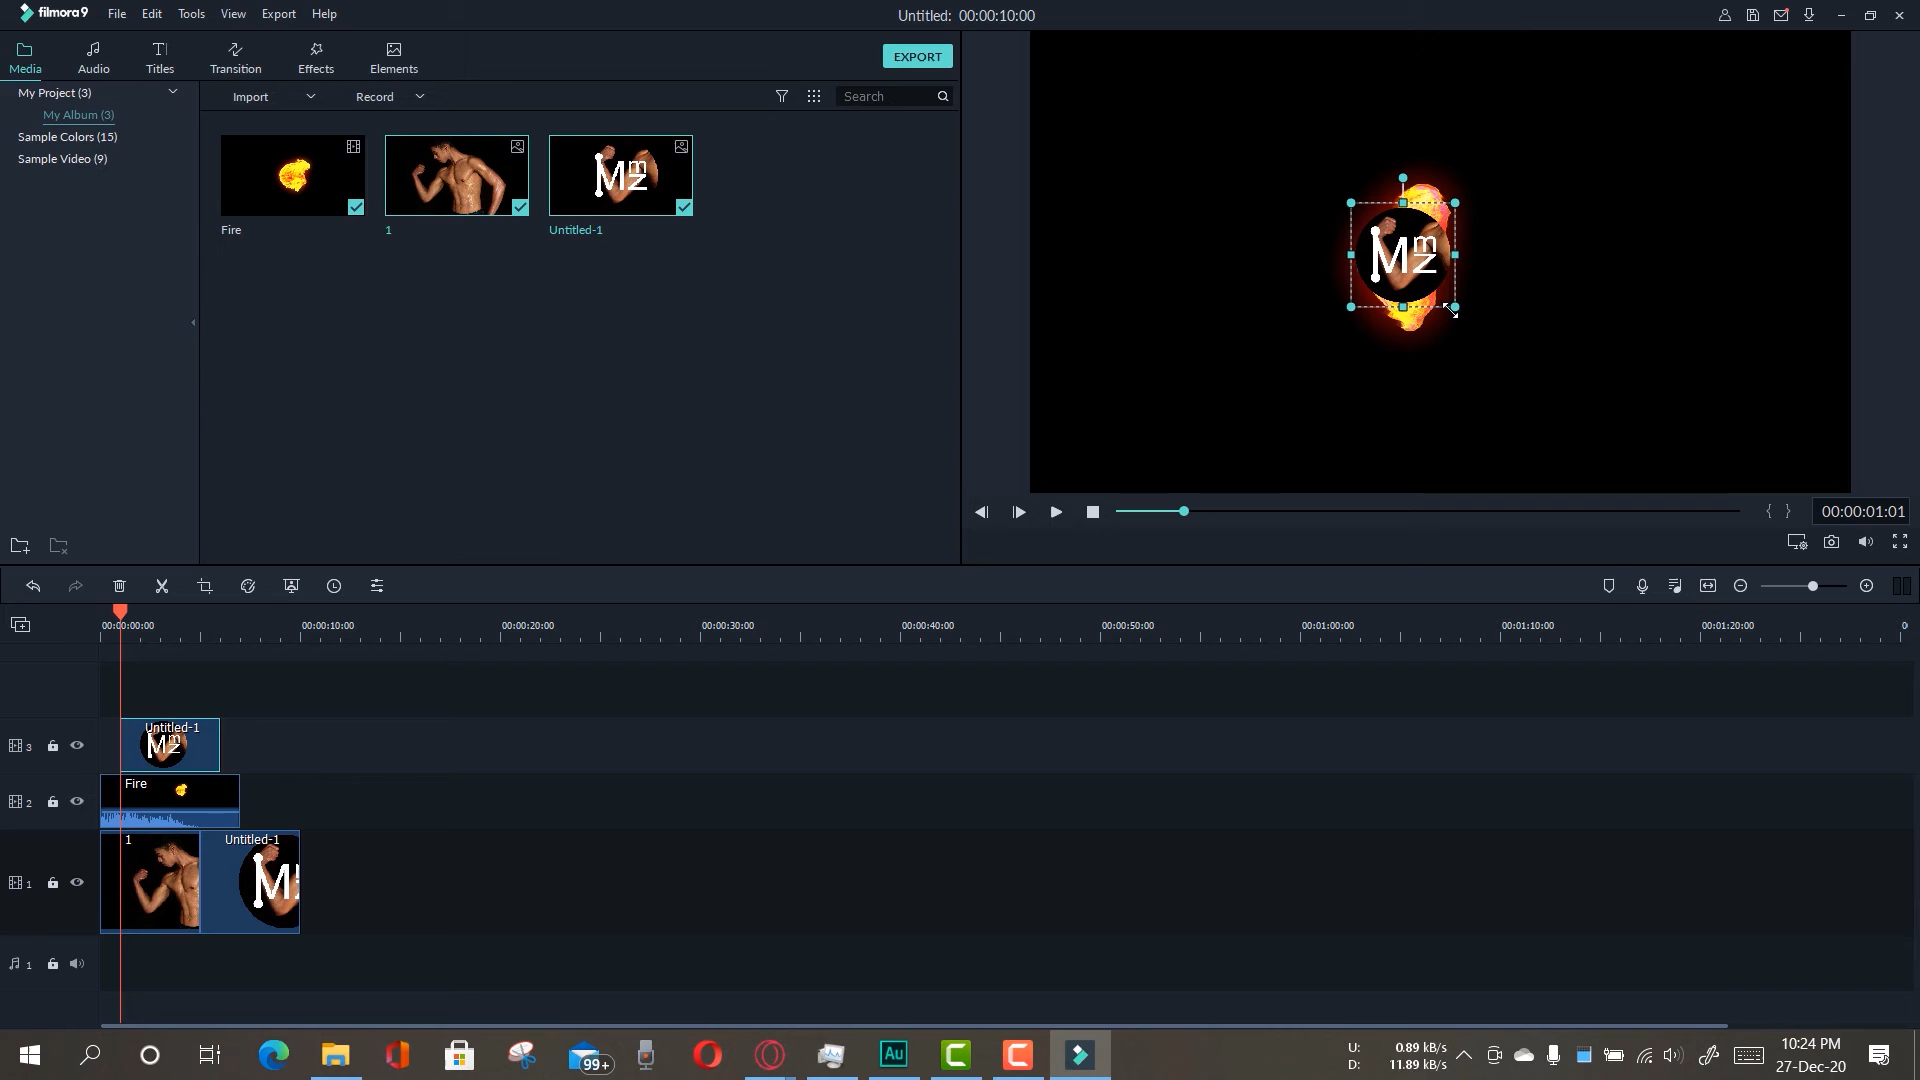 filmora9 File Edit Tools View Export Help Untitled: 00:00:10:00
Media Audio Titles Transition Effects Elements EXPORT
My Project (3) Import Record Search
My Album (3)
Sample Colors (15)
Sample Video (9)
M m Z
Fire 1 Untitled-1
M m Z
00:00:01:01
00:00:00:00 00:00:10:00 00:00:20:00 00:00:30:00 00:00:40:00 00:00:50:00 00:01:00:00 00:01:10:00 00:01:20:00
3 Untitled-1
M m Z
2 Fire
1 1 Untitled-1
M
1
99+ Au U: 0.89 kB/s 10:24 PM
D: 11.89 kB/s 27-Dec-20